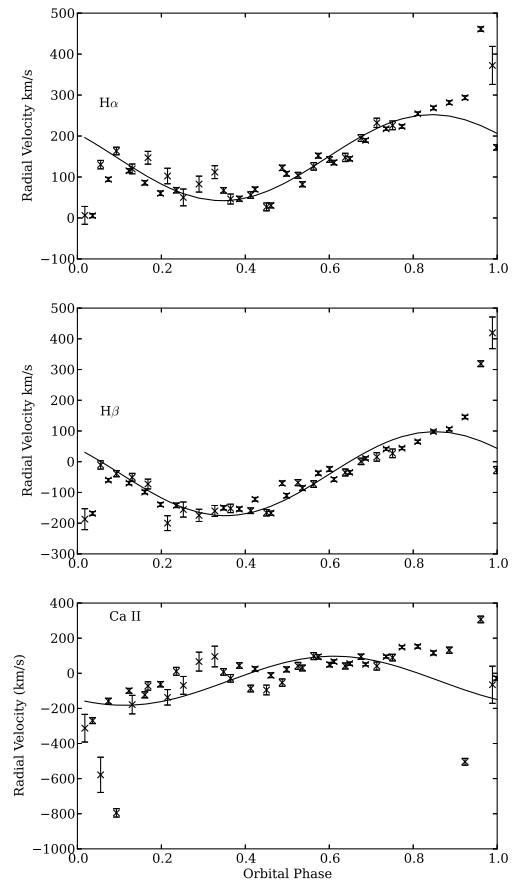 500
400
300
200
100
0
−100
Radial Velocity km/s
Hα
0.0 0.2 0.4 0.6 0.8 1.0
500
400
300
200
100
0
−100
−200
−300
Radial Velocity km/s
Hβ
0.0 0.2 0.4 0.6 0.8 1.0
400
200
0
−200
−400
−600
−800
−1000
Radial Velocity (km/s)
Ca II
0.0 0.2 0.4 0.6 0.8 1.0
Orbital Phase